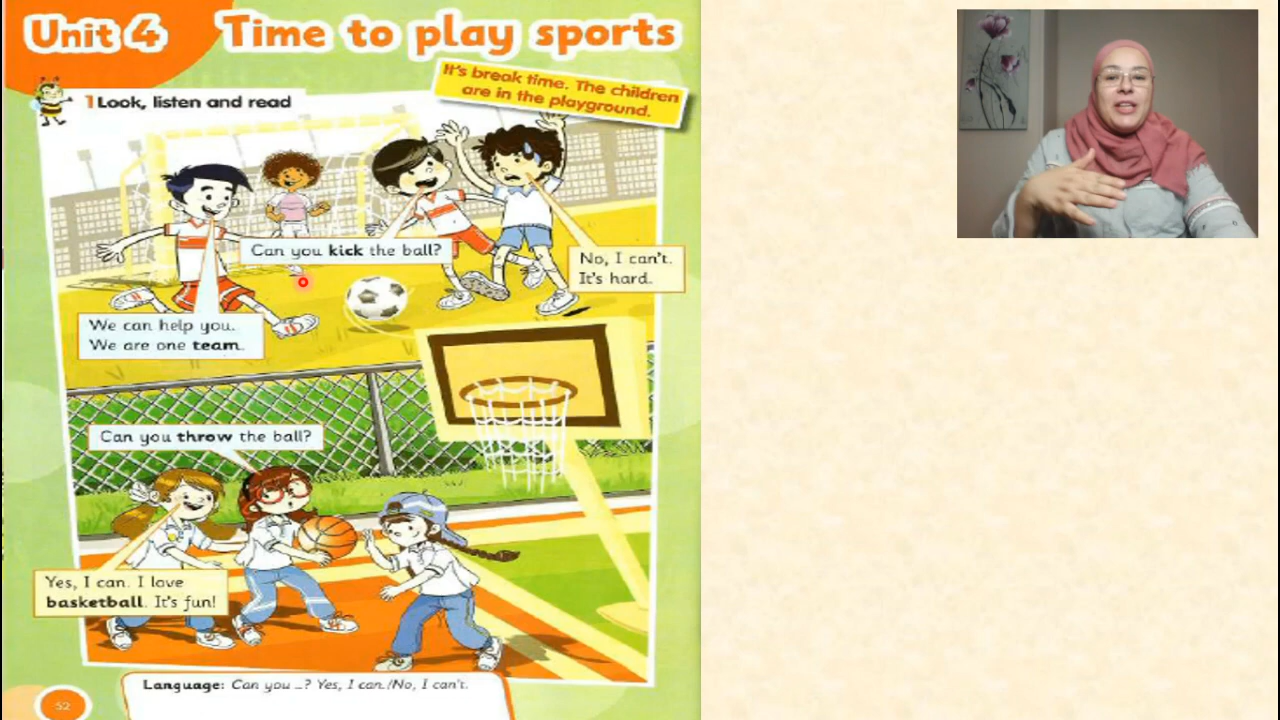 Unit 4 Time to play sports
It's break time. The children
are in the playground.
1 Look, listen and read
Can you kick the ball?
No, I can't.
It's hard.
We can help you.
We are one team.
Can you throw the ball?
Yes, I can. I love
basketball. It's fun!
Language: Can you ...? Yes, I can./No, I can't.
52